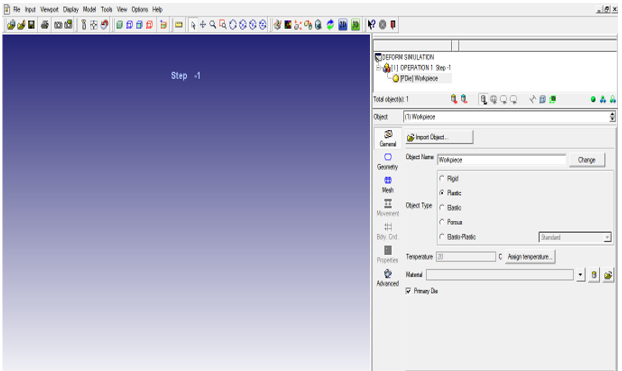 File Input Viewport Display Model Tools View Options Help
Step -1
DEFORM SIMULATION
(1) OPERATION 1 Step -1
[PDie] Workpiece
Total object(s): 1
Object (1) Workpiece
General
Import Object...
Geometry
Object Name Workpiece Change
Mesh
Rigid
Plastic
Movement
Object Type Elastic
Porous
Bdry. Cnd.
Elasto-Plastic Standard
Properties
Temperature 20 C Assign temperature...
Advanced
Material
Primary Die